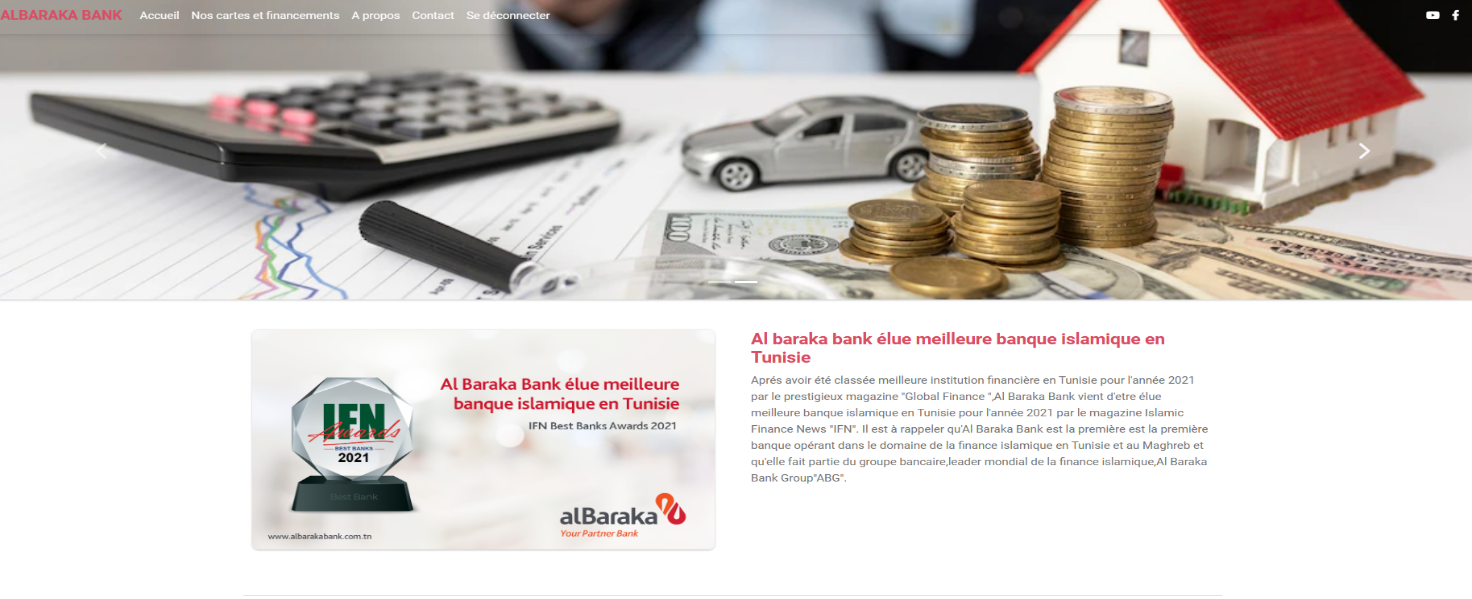 ALBARAKA BANK Accueil Nos cartes et financements A propos Contact Se déconnecter
100
Al Baraka Bank élue meilleure
banque islamique en Tunisie
IFN Best Banks Awards 2021
IFN
Awards
BEST BANKS
2021
Best Bank
alBaraka
Your Partner Bank
www.albarakabank.com.tn
Al baraka bank élue meilleure banque islamique en
Tunisie
Aprés avoir été classée meilleure institution financière en Tunisie pour l'année 2021
par le prestigieux magazine "Global Finance ",Al Baraka Bank vient d'etre élue
meilleure banque islamique en Tunisie pour l'année 2021 par le magazine Islamic
Finance News "IFN". Il est à rappeler qu'Al Baraka Bank est la première est la première
banque opérant dans le domaine de la finance islamique en Tunisie et au Maghreb et
qu'elle fait partie du groupe bancaire,leader mondial de la finance islamique,Al Baraka
Bank Group"ABG".